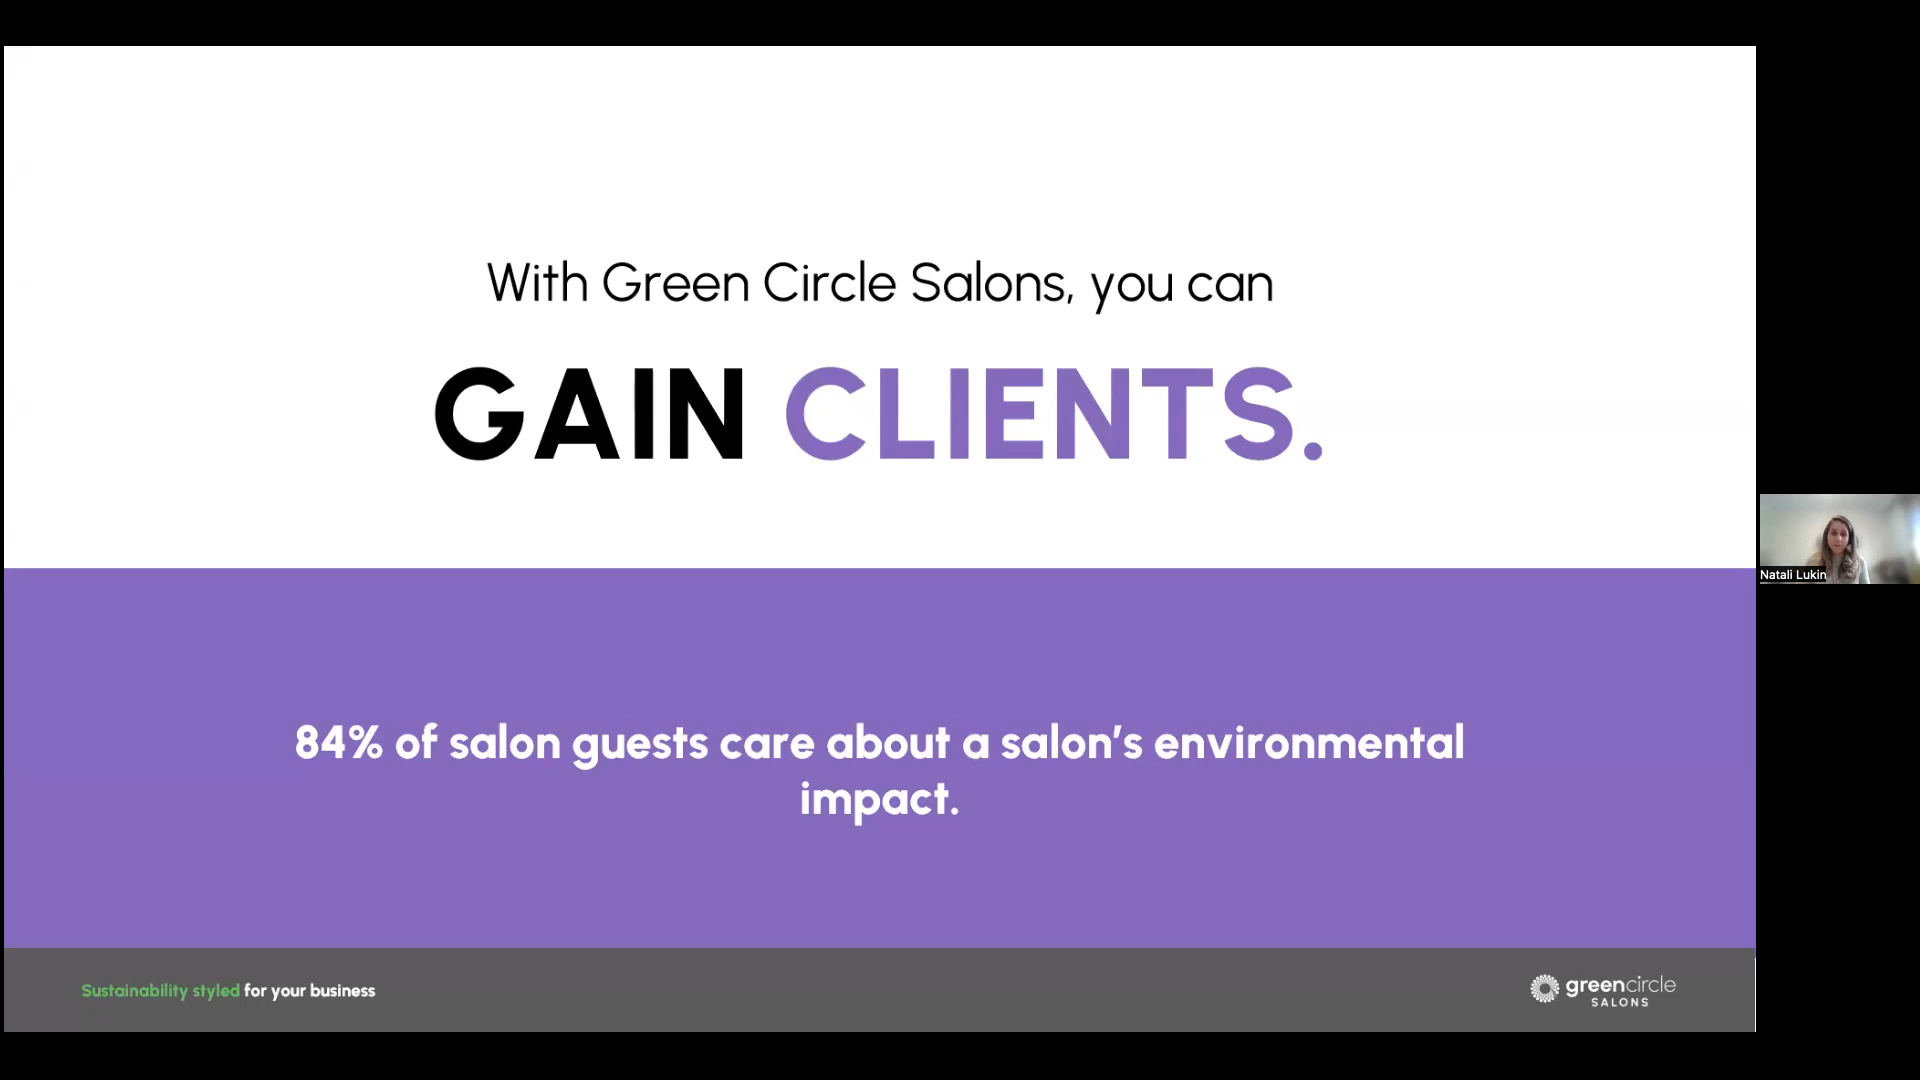 With Green Circle Salons, you can
GAIN CLIENTS.
Natali Lukin
84% of salon guests care about a salon’s environmental
impact.
Sustainability styled for your business
greencircle
SALONS